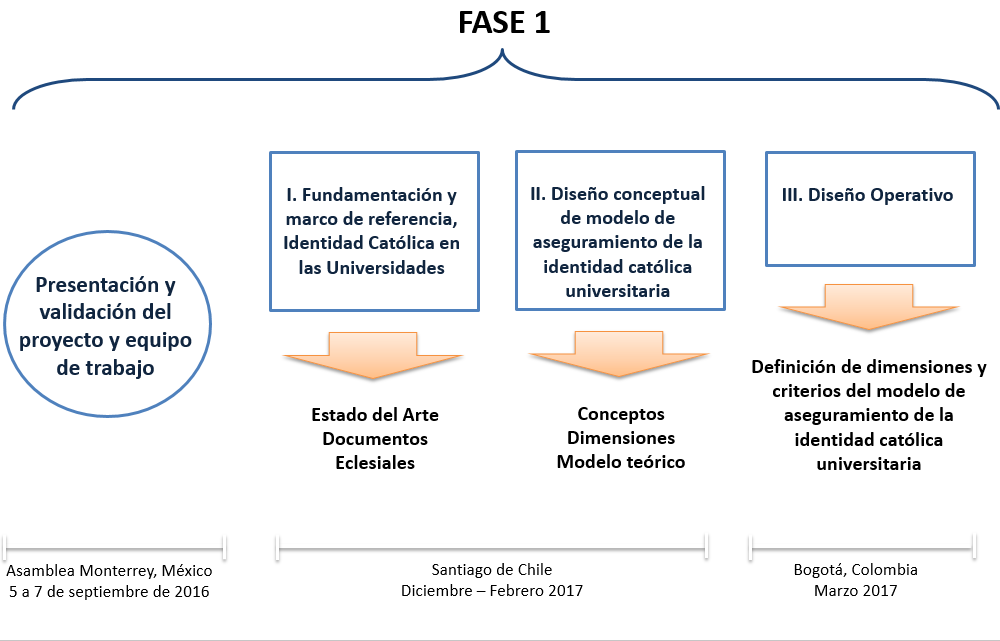 FASE 1
Presentación y
validación del
proyecto y equipo
de trabajo
I. Fundamentación y
marco de referencia,
Identidad Católica en
las Universidades
Estado del Arte
Documentos
Eclesiales
II. Diseño conceptual
de modelo de
aseguramiento de la
identidad católica
universitaria
Conceptos
Dimensiones
Modelo teórico
III. Diseño Operativo
Definición de dimensiones y
criterios del modelo de
aseguramiento de la
identidad católica
universitaria
Asamblea Monterrey, México
5 a 7 de septiembre de 2016
Santiago de Chile
Diciembre – Febrero 2017
Bogotá, Colombia
Marzo 2017